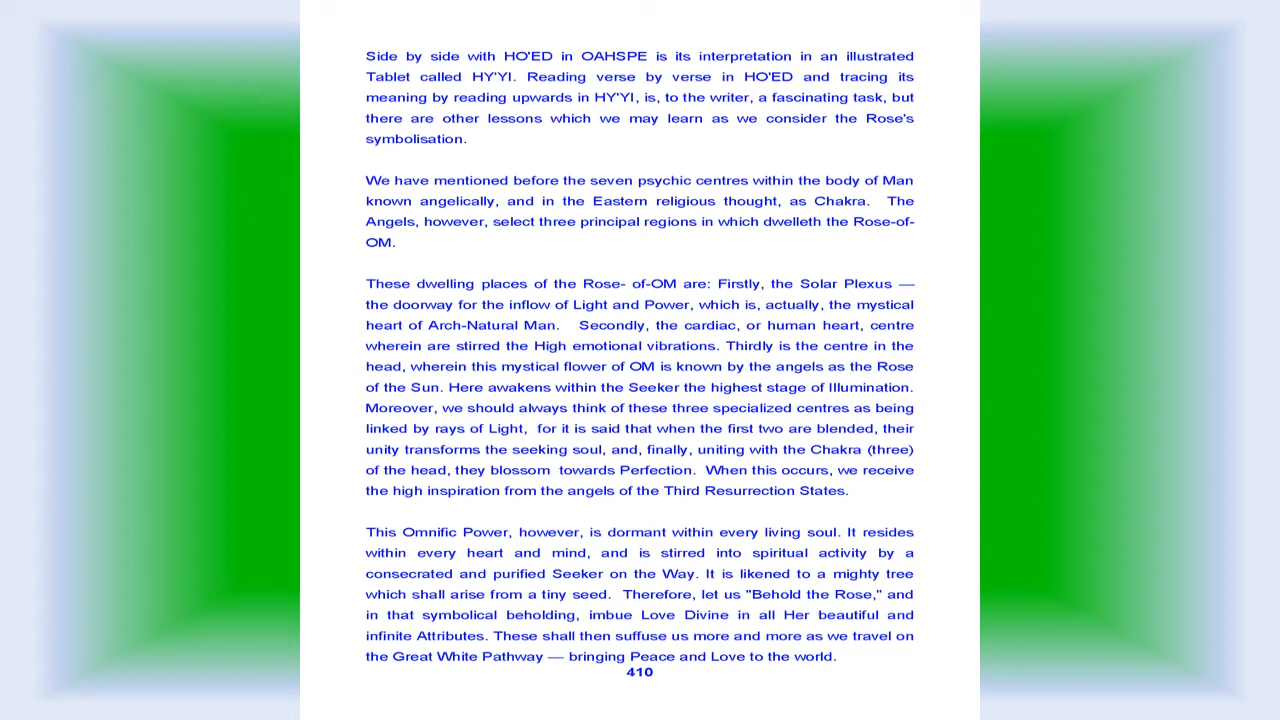 Side by side with HO'ED in OAHSPE is its interpretation in an illustrated
Tablet called HY'YI. Reading verse by verse in HO'ED and tracing its
meaning by reading upwards in HY'YI, is, to the writer, a fascinating task, but
there are other lessons which we may learn as we consider the Rose's
symbolisation.
We have mentioned before the seven psychic centres within the body of Man
known angelically, and in the Eastern religious thought, as Chakra. The
Angels, however, select three principal regions in which dwelleth the Rose-of-
OM.
These dwelling places of the Rose- of-OM are: Firstly, the Solar Plexus —
the doorway for the inflow of Light and Power, which is, actually, the mystical
heart of Arch-Natural Man. Secondly, the cardiac, or human heart, centre
wherein are stirred the High emotional vibrations. Thirdly is the centre in the
head, wherein this mystical flower of OM is known by the angels as the Rose
of the Sun. Here awakens within the Seeker the highest stage of Illumination.
Moreover, we should always think of these three specialized centres as being
linked by rays of Light, for it is said that when the first two are blended, their
unity transforms the seeking soul, and, finally, uniting with the Chakra (three)
of the head, they blossom towards Perfection. When this occurs, we receive
the high inspiration from the angels of the Third Resurrection States.
This Omnific Power, however, is dormant within every living soul. It resides
within every heart and mind, and is stirred into spiritual activity by a
consecrated and purified Seeker on the Way. It is likened to a mighty tree
which shall arise from a tiny seed. Therefore, let us "Behold the Rose," and
in that symbolical beholding, imbue Love Divine in all Her beautiful and
infinite Attributes. These shall then suffuse us more and more as we travel on
the Great White Pathway — bringing Peace and Love to the world.
410